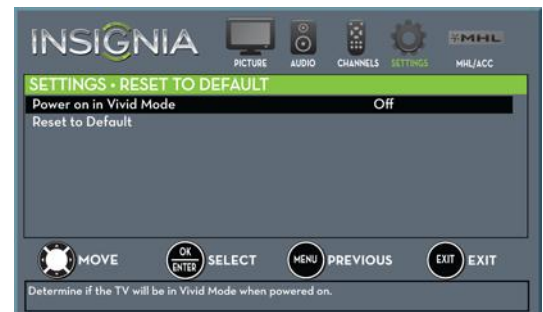 INSIGNIA
PICTURE AUDIO CHANNELS SETTINGS MHL/ACC
MHL
SETTINGS • RESET TO DEFAULT
Power on in Vivid Mode Off
Reset to Default
MOVE OK ENTER SELECT MENU PREVIOUS EXIT EXIT
Determine if the TV will be in Vivid Mode when powered on.